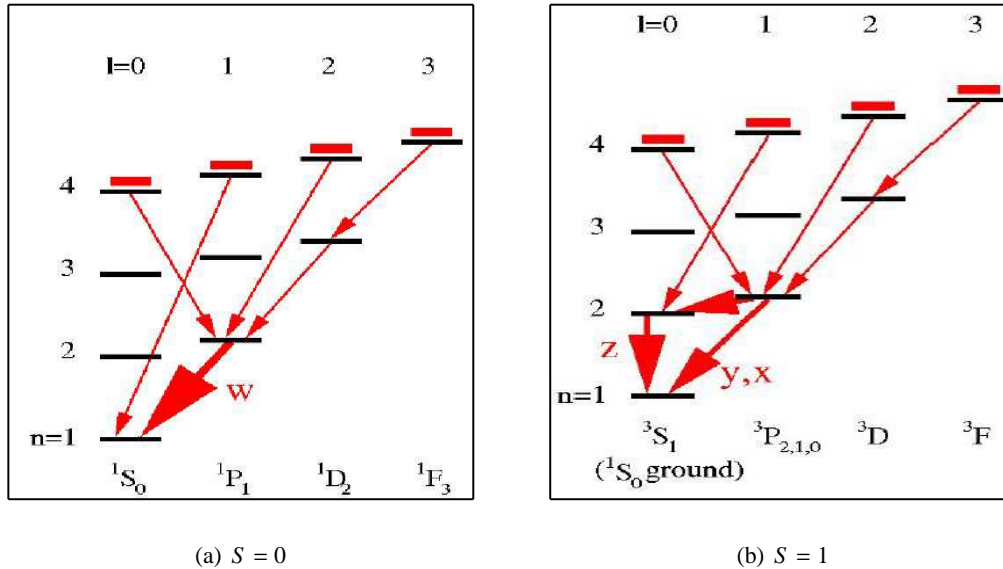 l=0 1 2 3
4
3
2
w
n=1
¹S₀ ¹P₁ ¹D₂ ¹F₃
(a) S = 0
l=0 1 2 3
4
3
2
z
y,x
n=1
³S₁ ³P₂,₁,₀ ³D ³F
(¹S₀ ground)
(b) S = 1